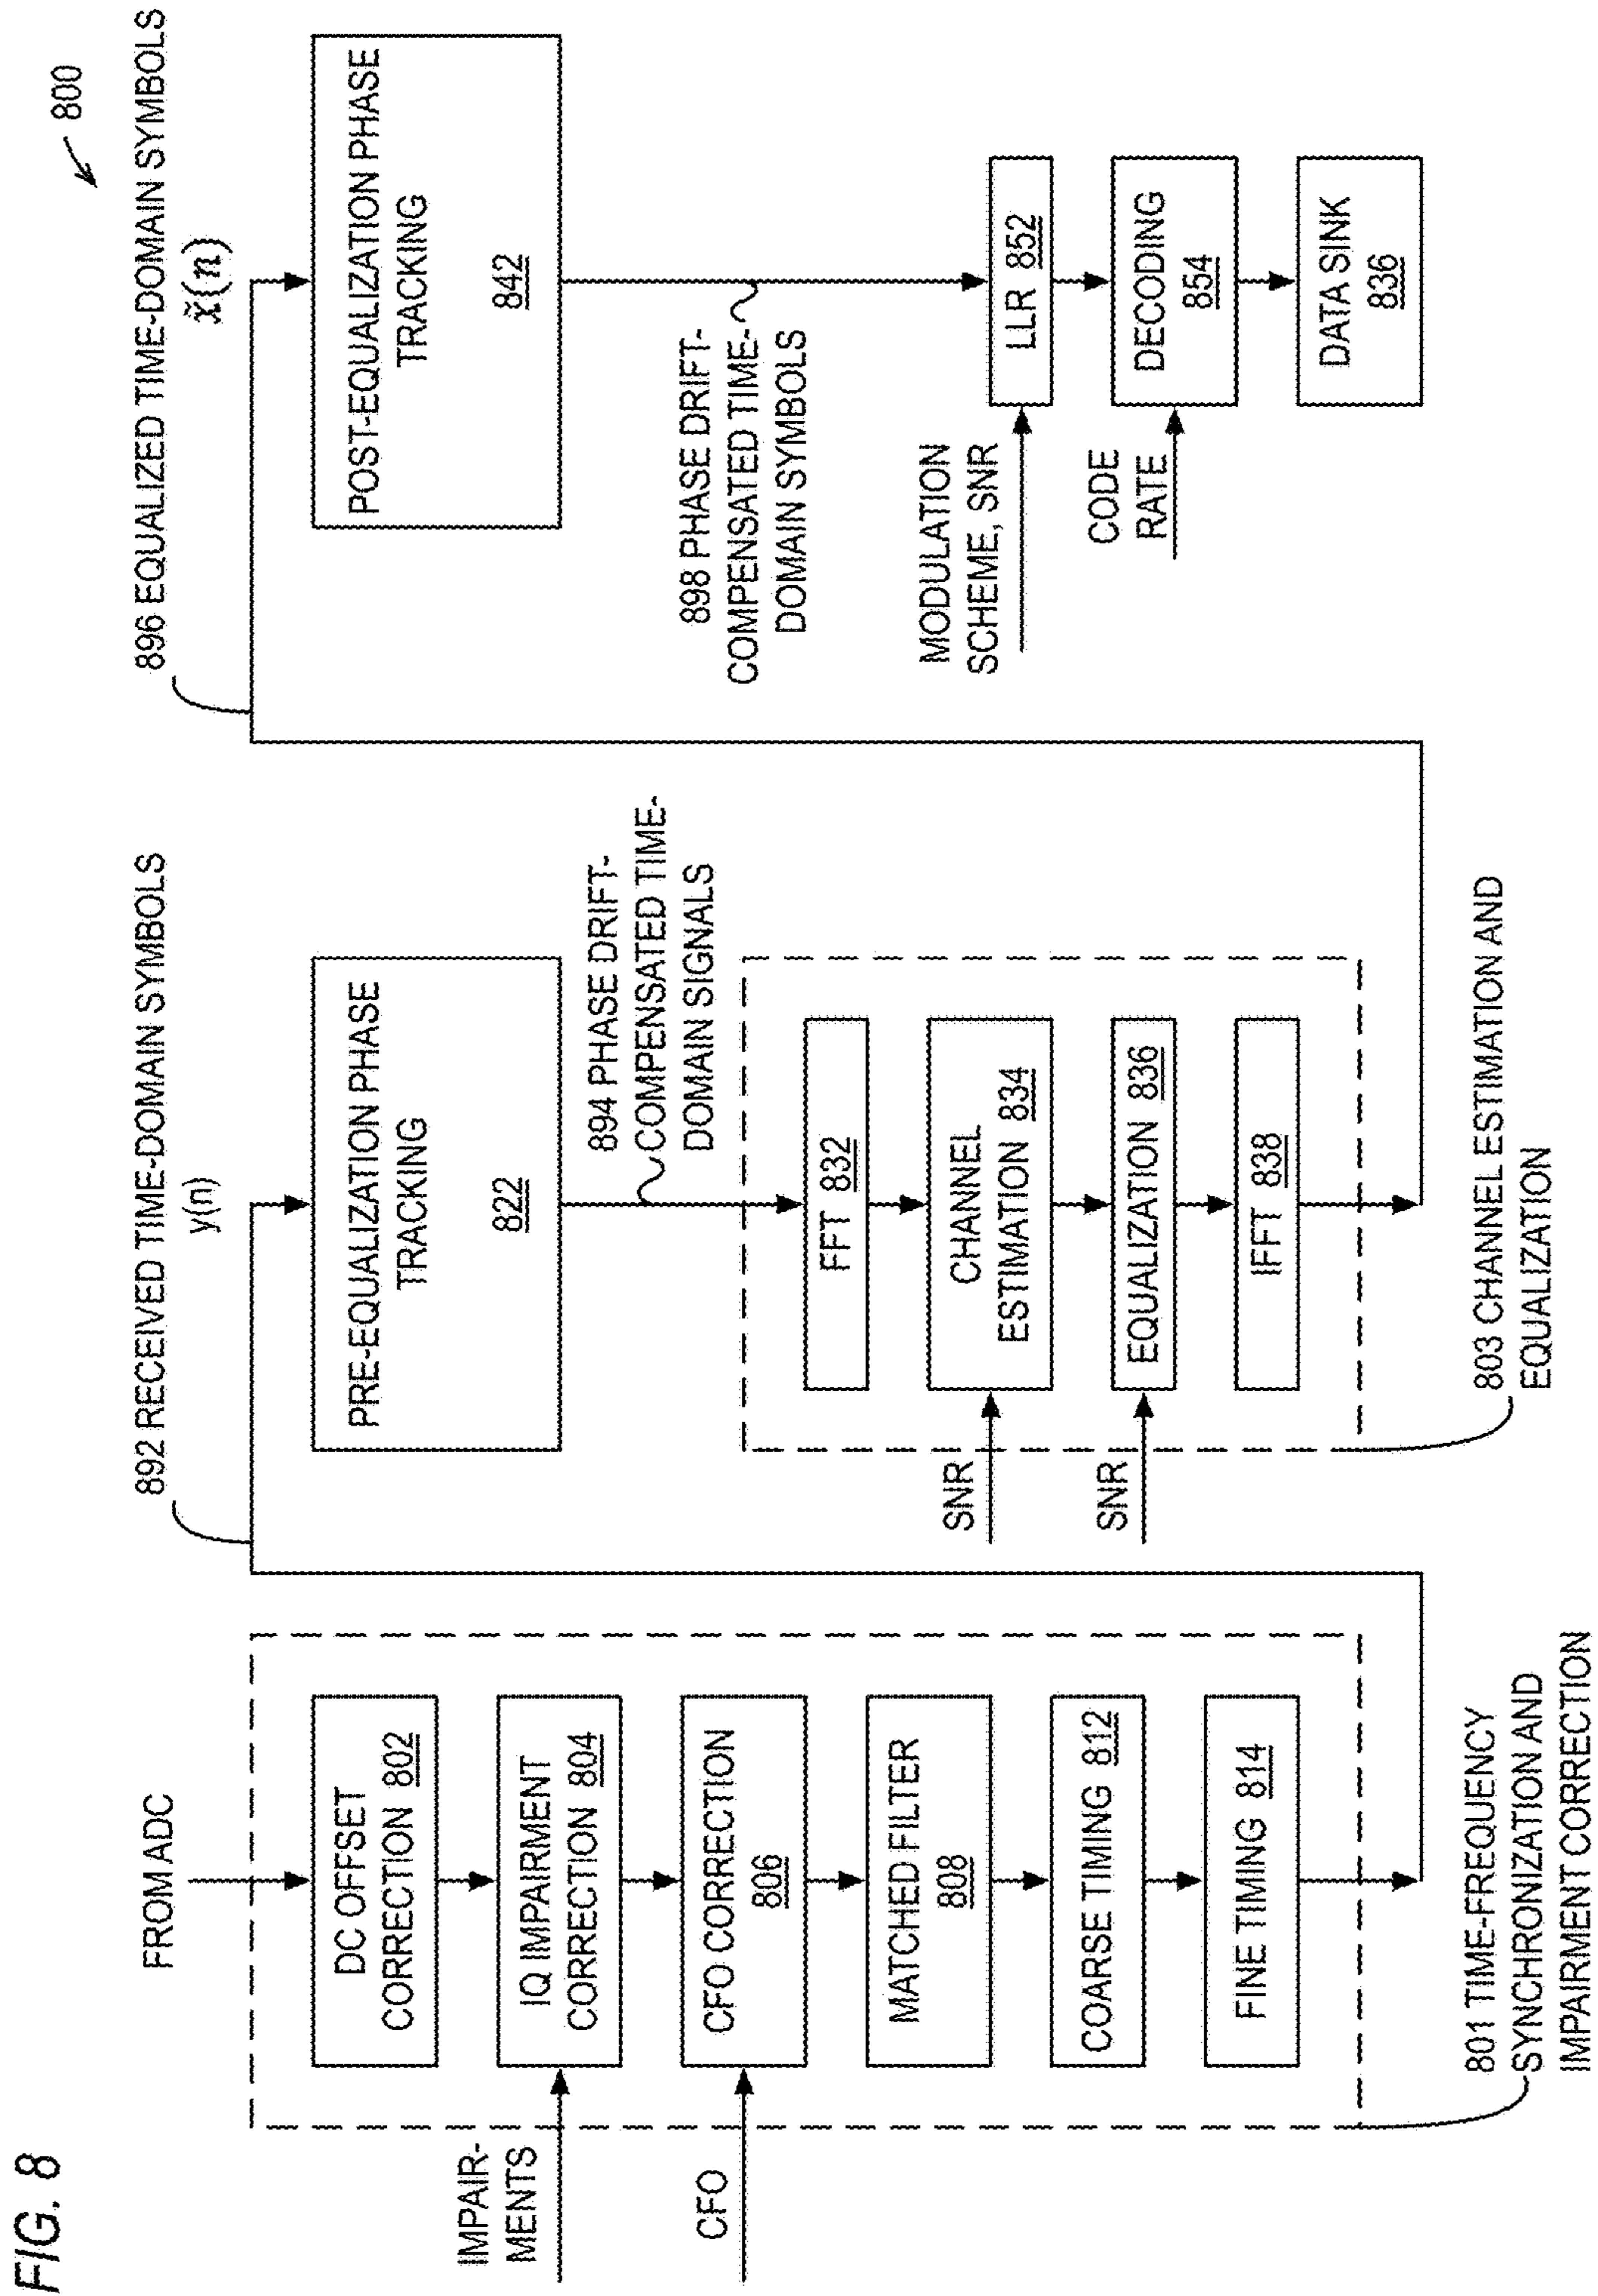 FIG. 8
800
FROM ADC
DC OFFSET
CORRECTION 802
IMPAIR-
MENTS
IQ IMPAIRMENT
CORRECTION 804
CFO
CFO CORRECTION
806
MATCHED FILTER
808
COARSE TIMING 812
FINE TIMING 814
801 TIME-FREQUENCY
SYNCHRONIZATION AND
IMPAIRMENT CORRECTION
892 RECEIVED TIME-DOMAIN SYMBOLS
y(n)
PRE-EQUALIZATION PHASE
TRACKING
822
894 PHASE DRIFT-
COMPENSATED TIME-
DOMAIN SIGNALS
FFT 832
SNR
CHANNEL
ESTIMATION 834
SNR
EQUALIZATION 836
IFFT 838
803 CHANNEL ESTIMATION AND
EQUALIZATION
896 EQUALIZED TIME-DOMAIN SYMBOLS
x̃(n)
POST-EQUALIZATION PHASE
TRACKING
842
898 PHASE DRIFT-
COMPENSATED TIME-
DOMAIN SYMBOLS
MODULATION
SCHEME, SNR
LLR 852
CODE
RATE
DECODING
854
DATA SINK
836